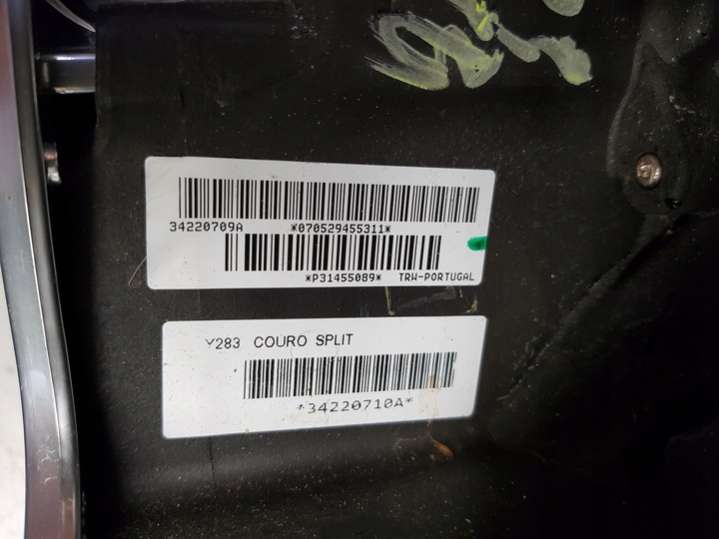 34220709A *070529455311*
*P31455089* TRW-PORTUGAL
Y283 COURO SPLIT
*34220710A*